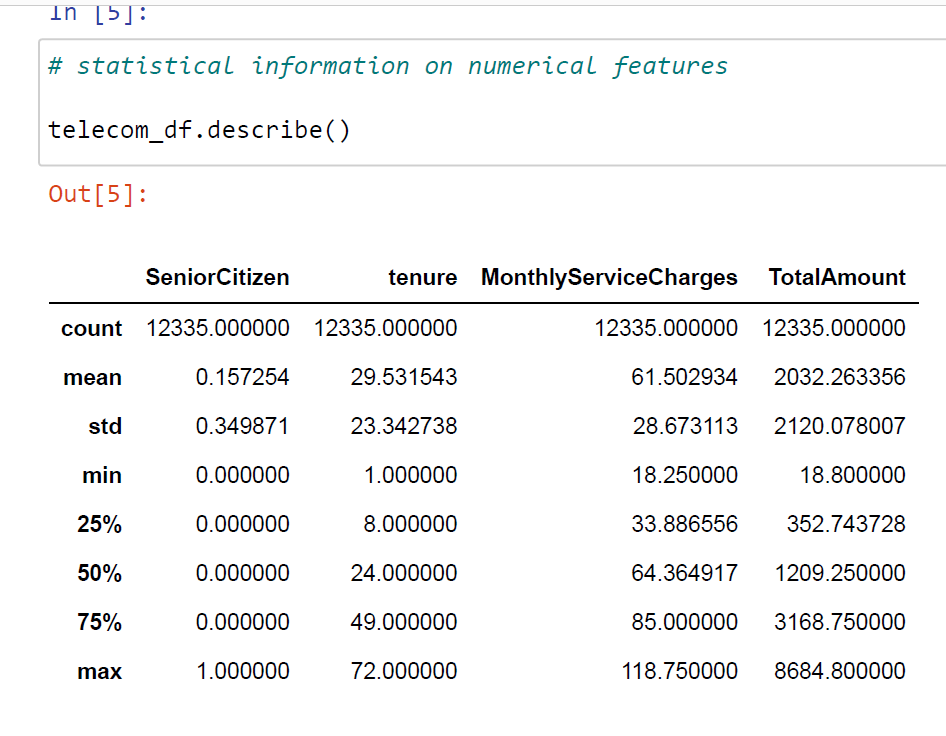 In [5]:
# statistical information on numerical features
telecom_df.describe()
Out[5]:
SeniorCitizen tenure MonthlyServiceCharges TotalAmount
count 12335.000000 12335.000000 12335.000000 12335.000000
mean 0.157254 29.531543 61.502934 2032.263356
std 0.349871 23.342738 28.673113 2120.078007
min 0.000000 1.000000 18.250000 18.800000
25% 0.000000 8.000000 33.886556 352.743728
50% 0.000000 24.000000 64.364917 1209.250000
75% 0.000000 49.000000 85.000000 3168.750000
max 1.000000 72.000000 118.750000 8684.800000